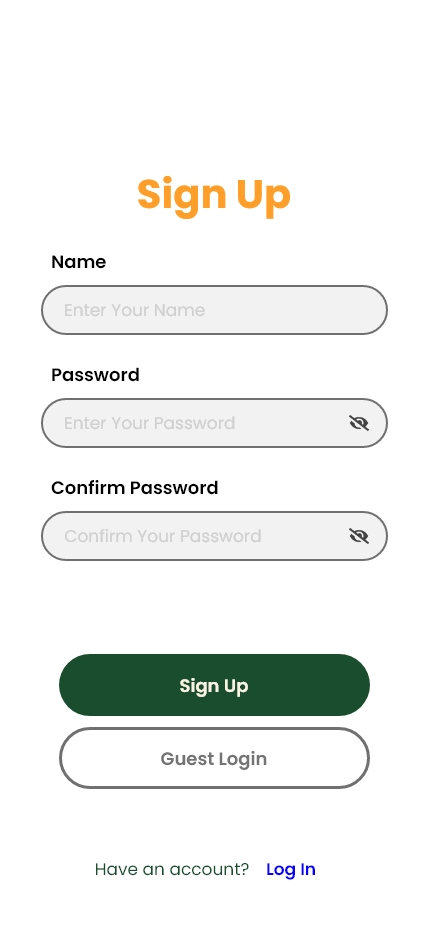 Sign Up
Name
Enter Your Name
Password
Enter Your Password
Confirm Password
Confirm Your Password
Sign Up
Guest Login
Have an account? Log In